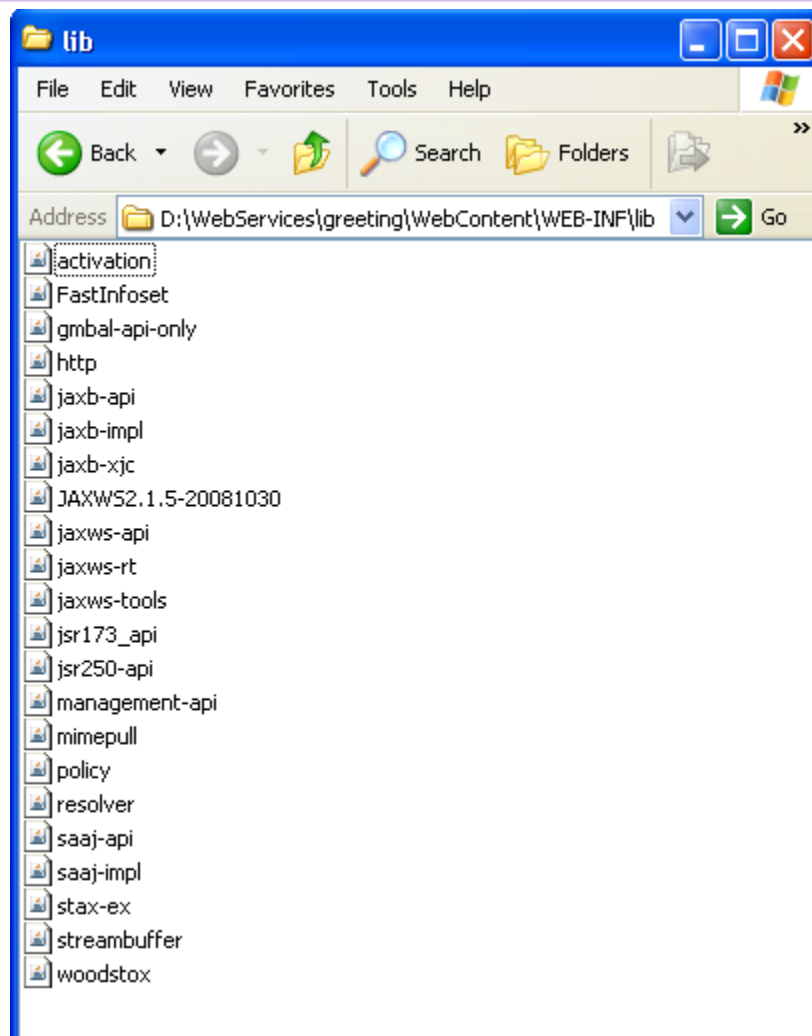 lib
File Edit View Favorites Tools Help
Back Search Folders »
Address D:\WebServices\greeting\WebContent\WEB-INF\lib Go
activation
FastInfoset
gmbal-api-only
http
jaxb-api
jaxb-impl
jaxb-xjc
JAXWS2.1.5-20081030
jaxws-api
jaxws-rt
jaxws-tools
jsr173_api
jsr250-api
management-api
mimepull
policy
resolver
saaj-api
saaj-impl
stax-ex
streambuffer
woodstox